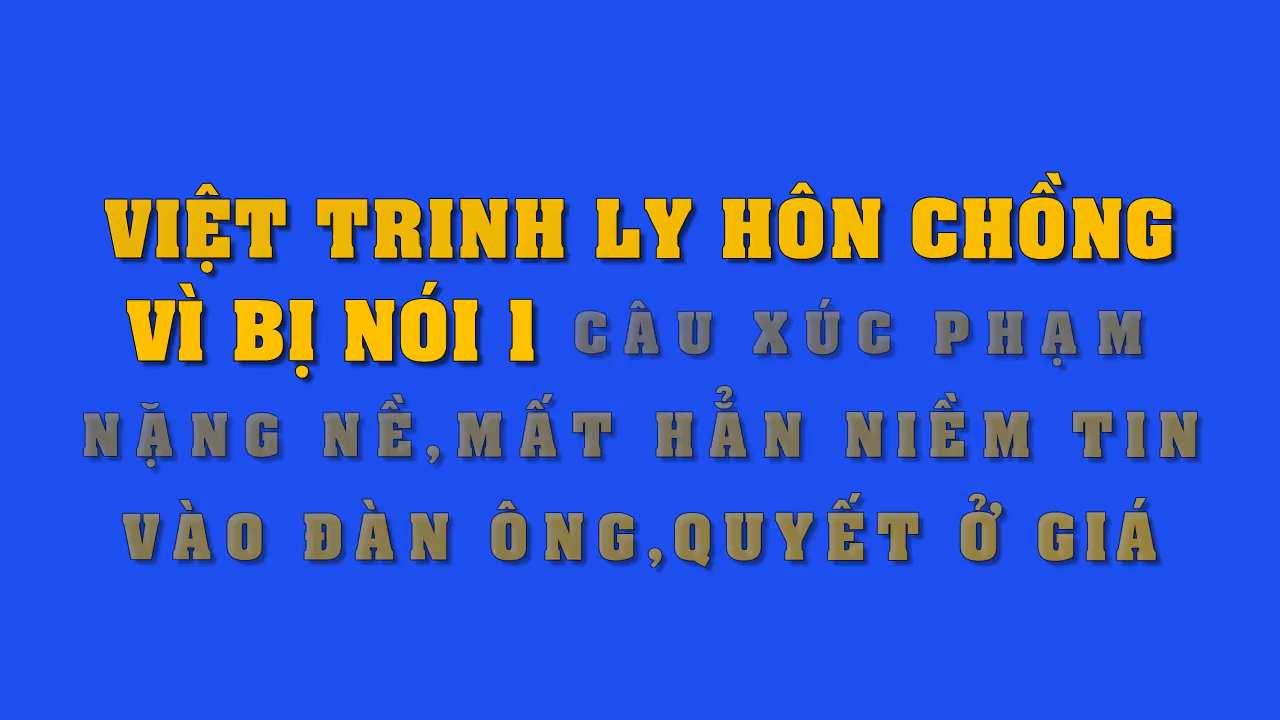 VIỆT TRINH LY HÔN CHỒNG
VÌ BỊ NÓI 1 CÂU XÚC PHẠM
NẶNG NỀ,MẤT HẲN NIỀM TIN
VÀO ĐÀN ÔNG,QUYẾT Ở GIÁ